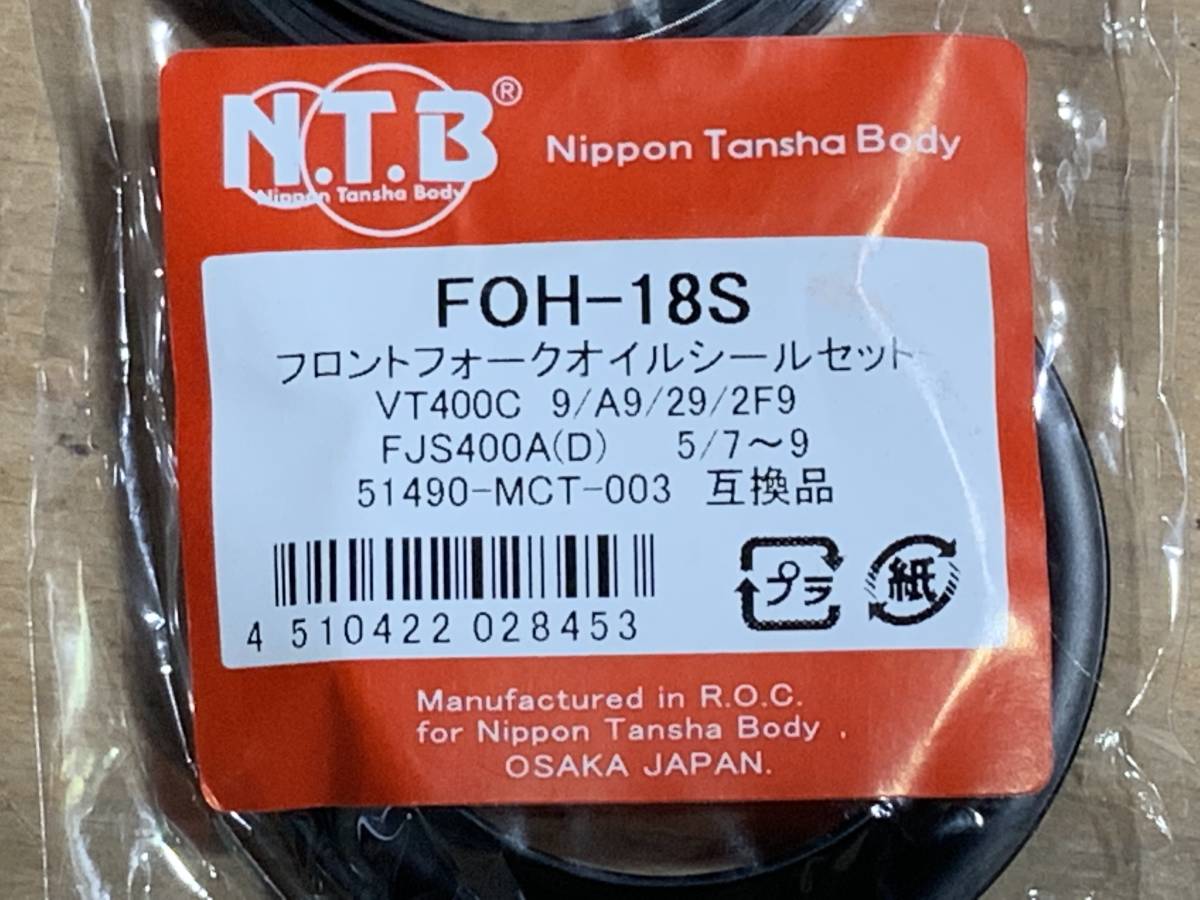 N.T.B®
Nippon Tansha Body
Nippon Tansha Body
FOH-18S
フロントフォークオイルシールセット
VT400C 9/A9/29/2F9
FJS400A(D) 5/7～9
51490-MCT-003 互換品
4 510422 028453
プラ
紙
Manufactured in R.O.C.
for Nippon Tansha Body .
OSAKA JAPAN.